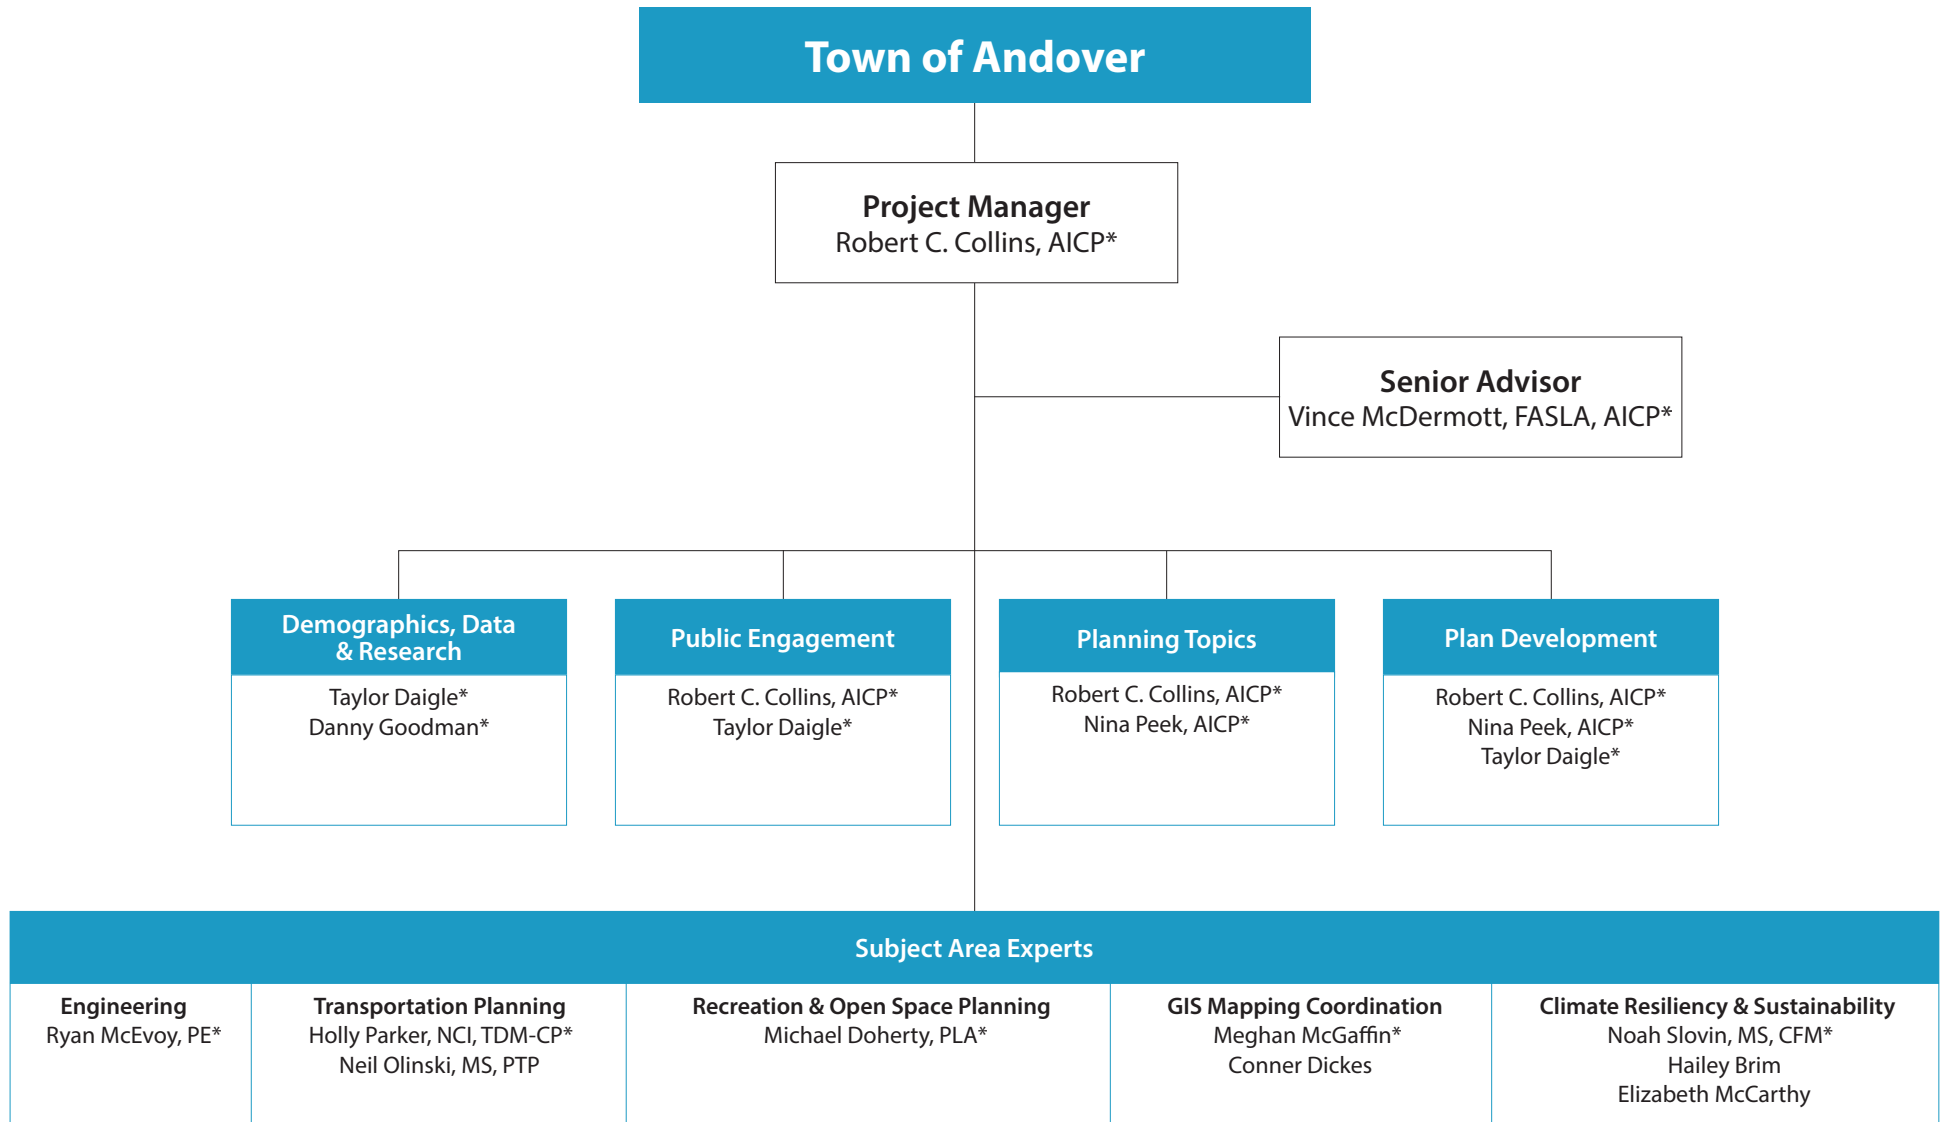 Town of Andover
Project Manager
Robert C. Collins, AICP*
Senior Advisor
Vince McDermott, FASLA, AICP*
Demographics, Data
& Research
Taylor Daigle*
Danny Goodman*
Public Engagement
Robert C. Collins, AICP*
Taylor Daigle*
Planning Topics
Robert C. Collins, AICP*
Nina Peek, AICP*
Plan Development
Robert C. Collins, AICP*
Nina Peek, AICP*
Taylor Daigle*
Subject Area Experts
Engineering
Ryan McEvoy, PE*
Transportation Planning
Holly Parker, NCI, TDM-CP*
Neil Olinski, MS, PTP
Recreation & Open Space Planning
Michael Doherty, PLA*
GIS Mapping Coordination
Meghan McGaffin*
Conner Dickes
Climate Resiliency & Sustainability
Noah Slovin, MS, CFM*
Hailey Brim
Elizabeth McCarthy